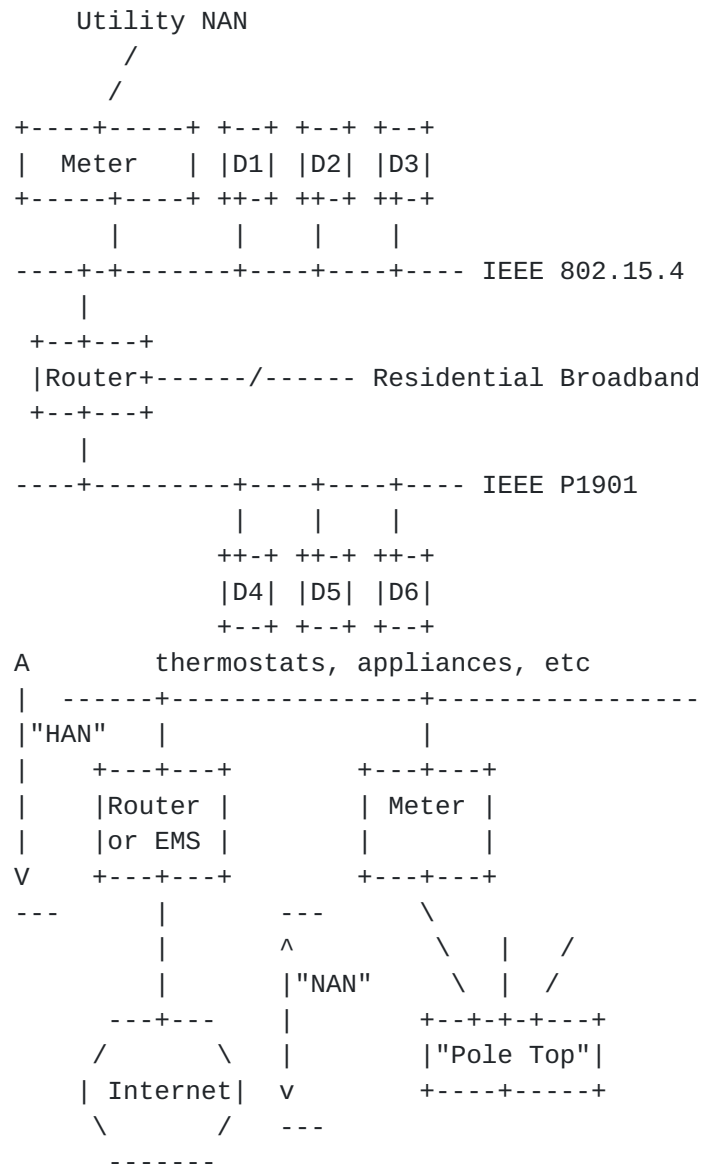 Utility NAN
Meter D1 D2 D3
IEEE 802.15.4
Router Residential Broadband
IEEE P1901
D4 D5 D6
A thermostats, appliances, etc
"HAN"
Router Meter
or EMS
V
"NAN"
"Pole Top"
Internet v